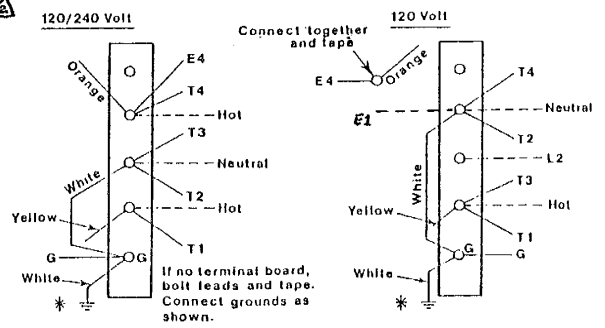 120/240 Volt
Orange
E4
T4
Hot
T3
Neutral
White
T2
Hot
Yellow
T1
G
G
White
*
If no terminal board,
bolt leads and tape.
Connect grounds as
shown.
120 Volt
Connect together
and tape
Orange
E4
T4
E1
Neutral
T2
White
L2
T3
Hot
Yellow
T1
G
G
White
*